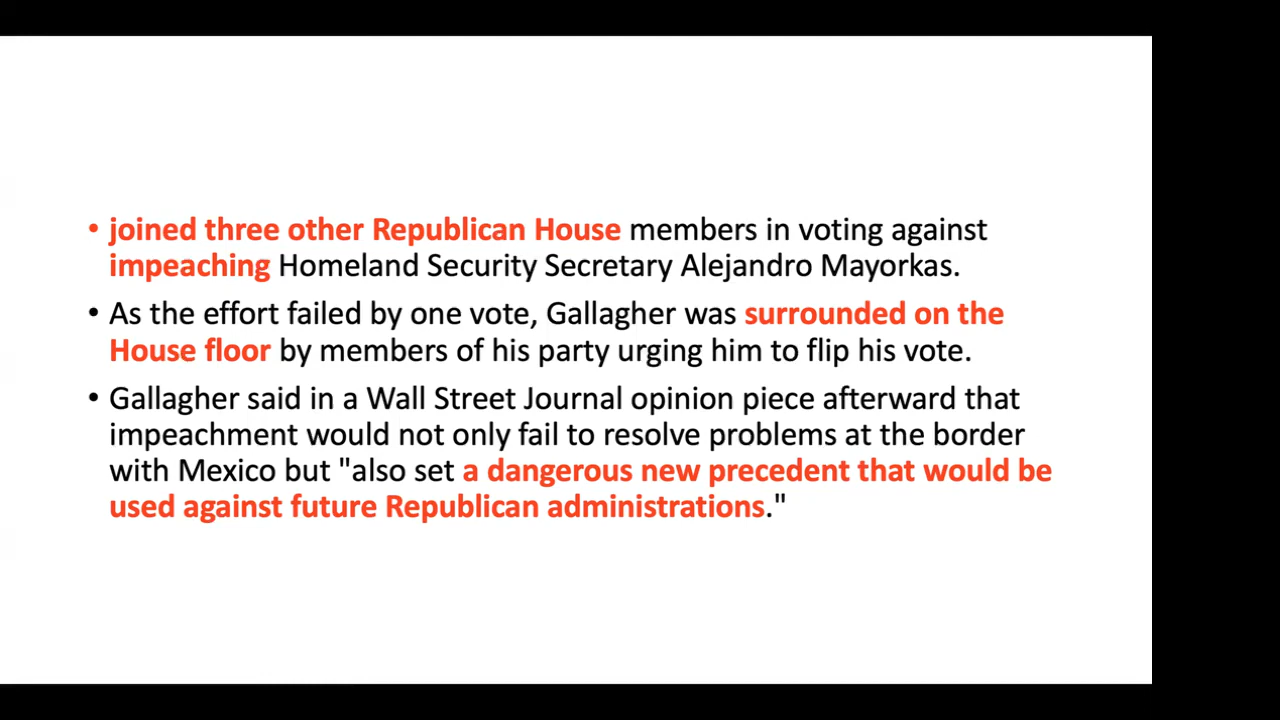 • joined three other Republican House members in voting against
impeaching Homeland Security Secretary Alejandro Mayorkas.
• As the effort failed by one vote, Gallagher was surrounded on the
House floor by members of his party urging him to flip his vote.
• Gallagher said in a Wall Street Journal opinion piece afterward that
impeachment would not only fail to resolve problems at the border
with Mexico but "also set a dangerous new precedent that would be
used against future Republican administrations."